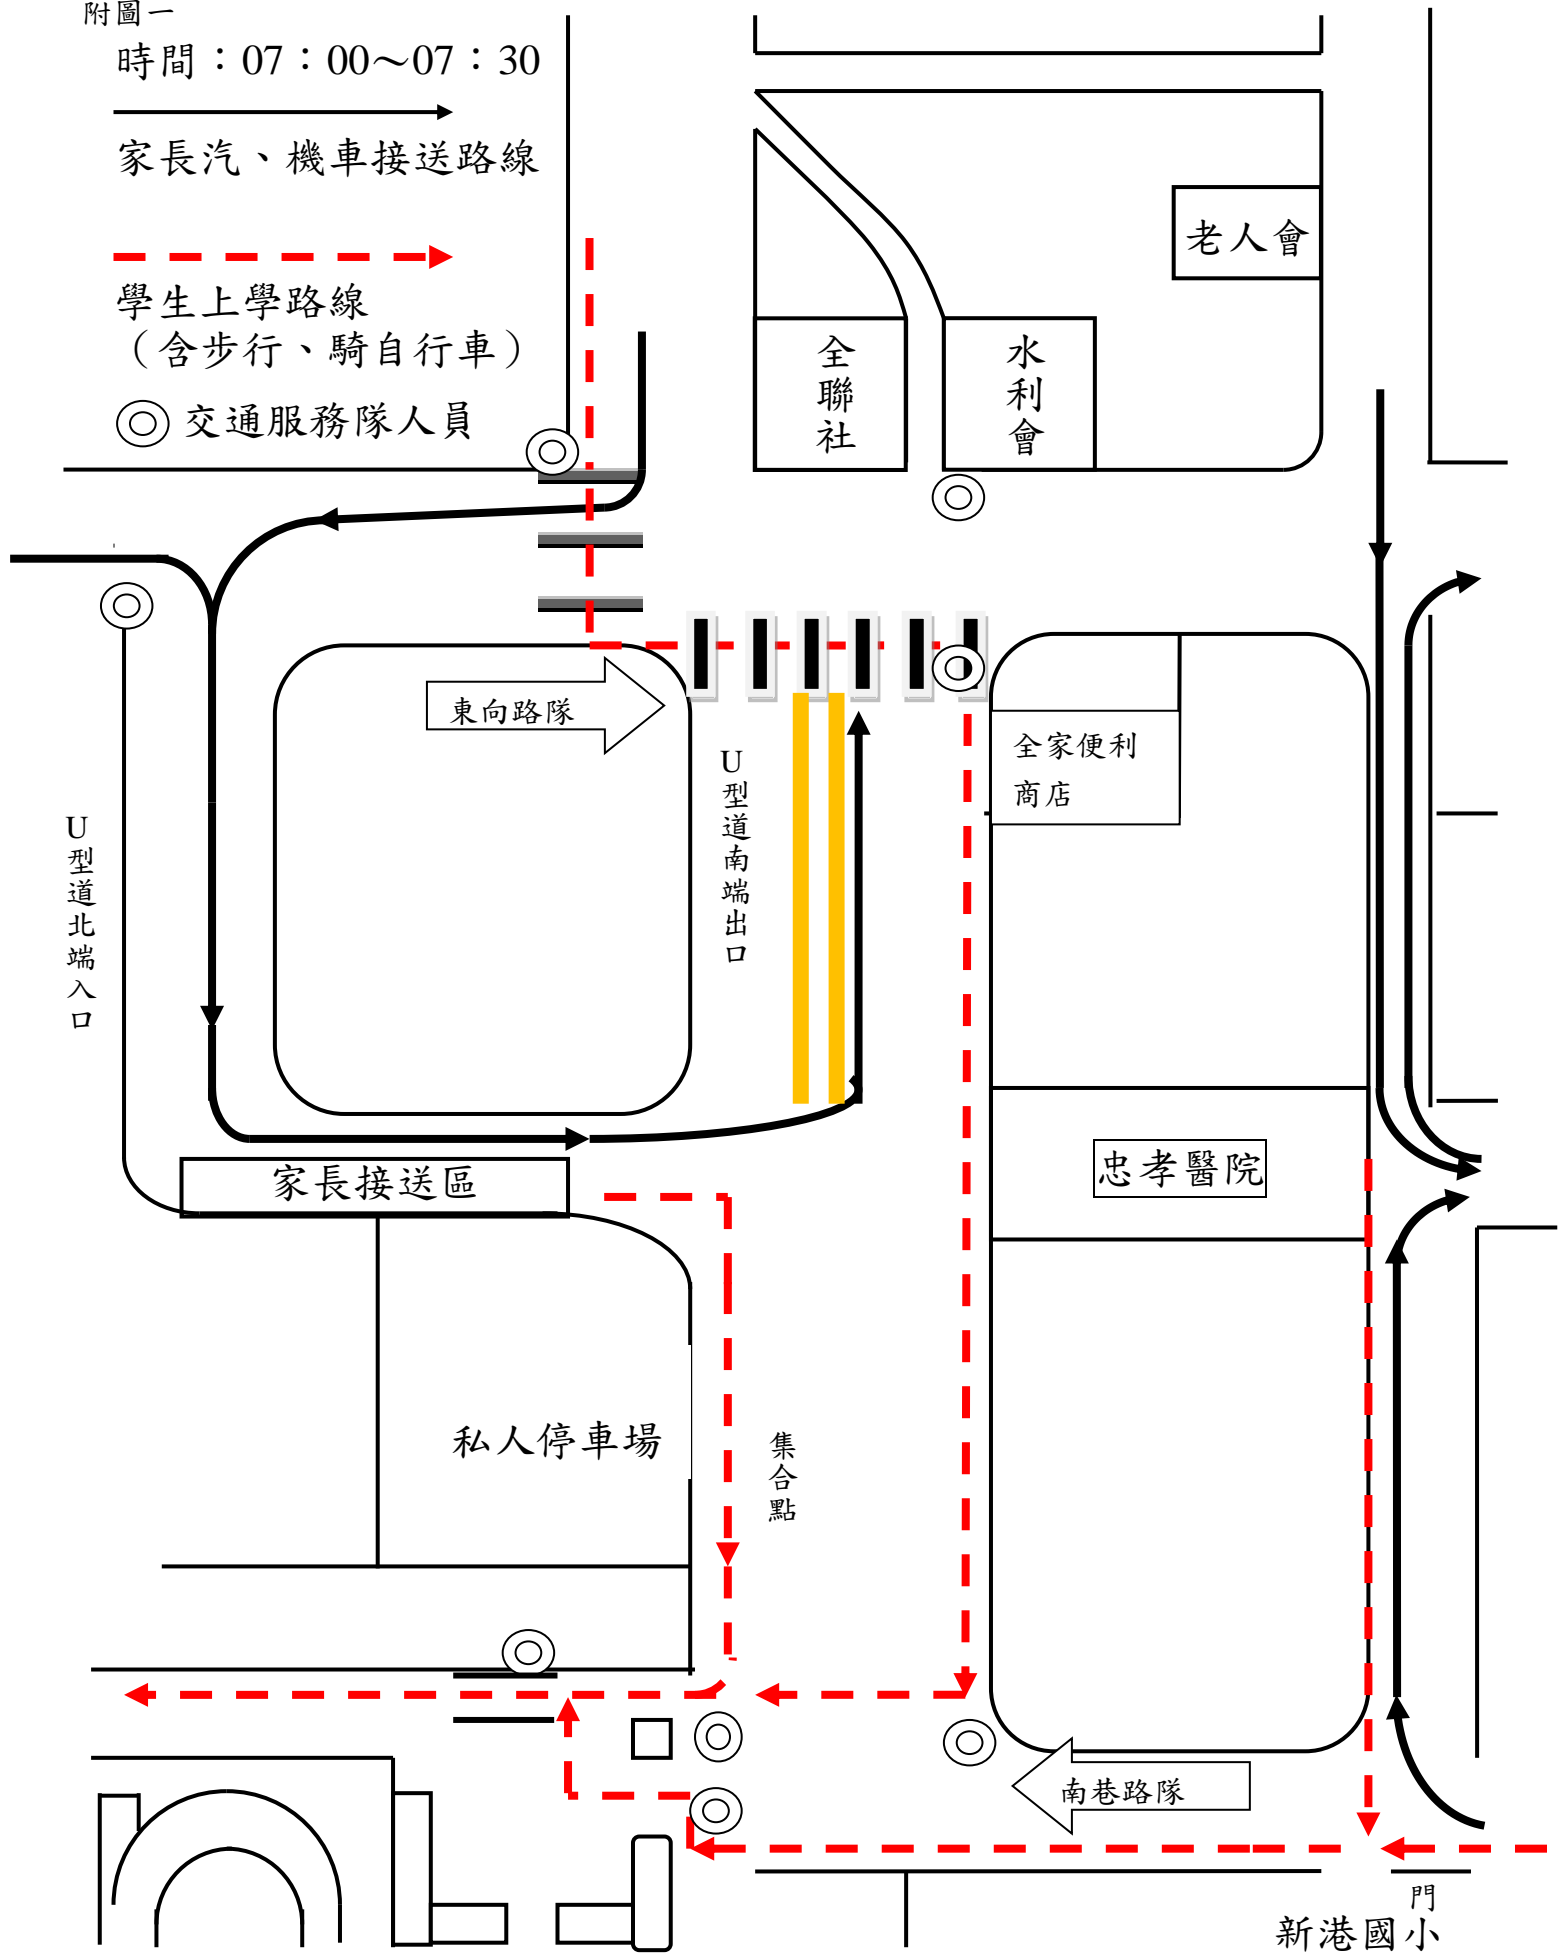 附圖一
時間：07：00～07：30
家長汽、機車接送路線
學生上學路線
（含步行、騎自行車）
交通服務隊人員
老人會
全聯社
水利會
東向路隊
全家便利
商店
U型道南端出口
U型道北端入口
家長接送區
忠孝醫院
私人停車場
集合點
南巷路隊
門
新港國小